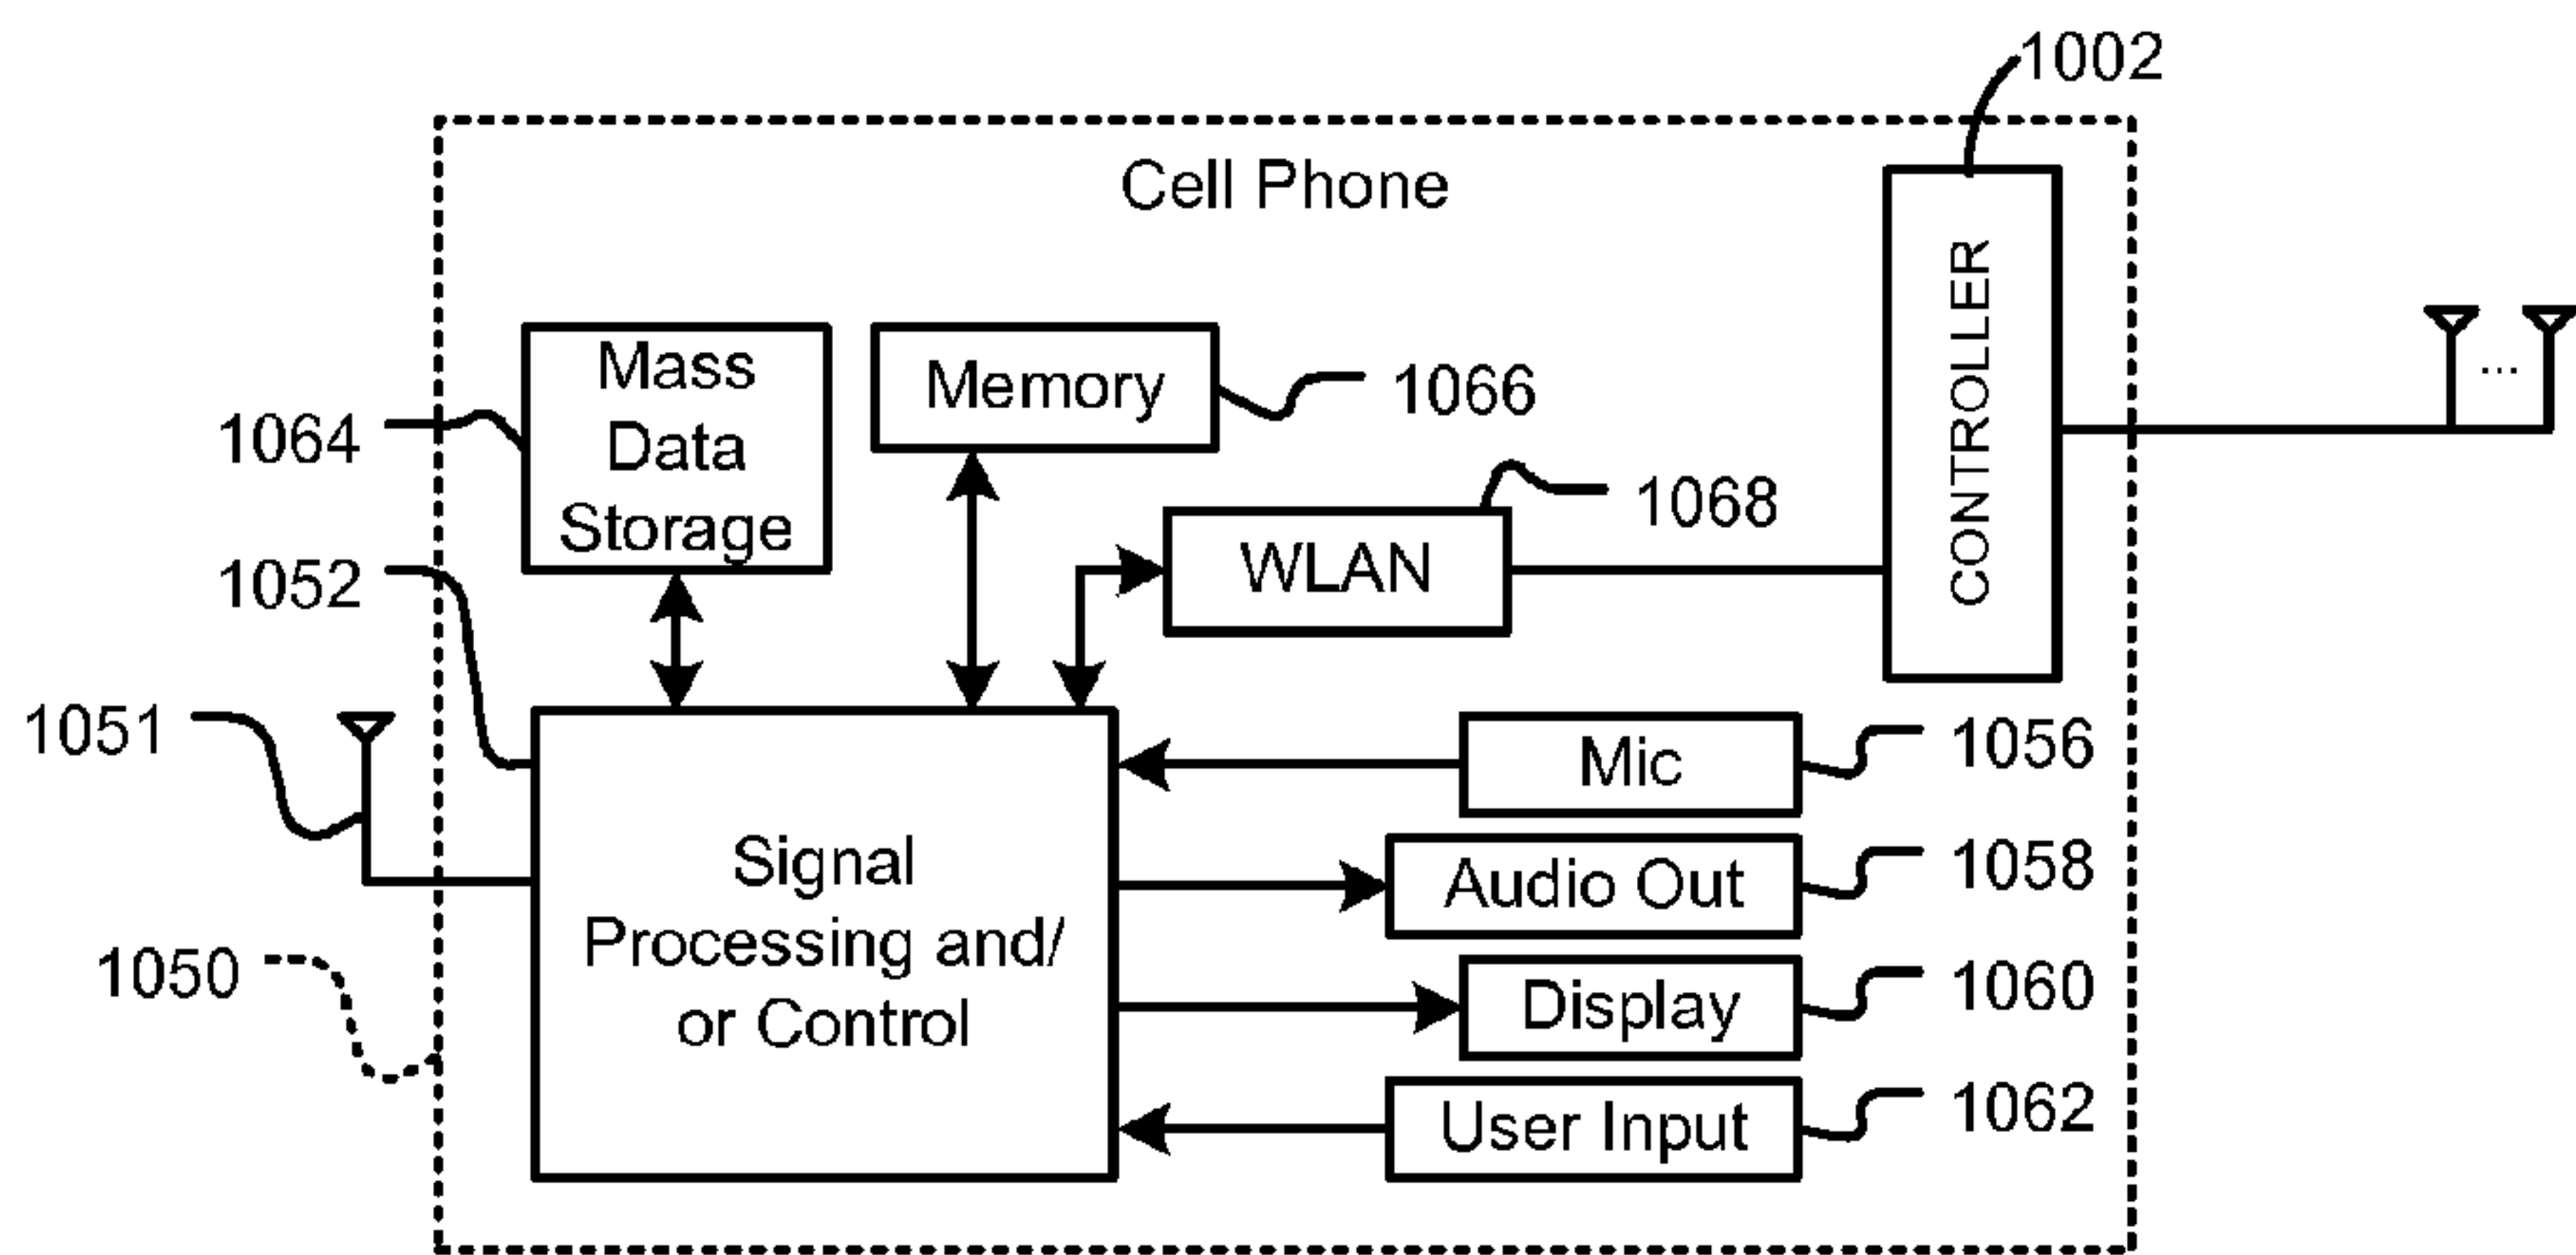 1002
Cell Phone
CONTROLLER
Mass
Data
Storage
1064
Memory
1066
...
WLAN
1068
1052
1051
Signal
Processing and/
or Control
1050
Mic
1056
Audio Out
1058
Display
1060
User Input
1062